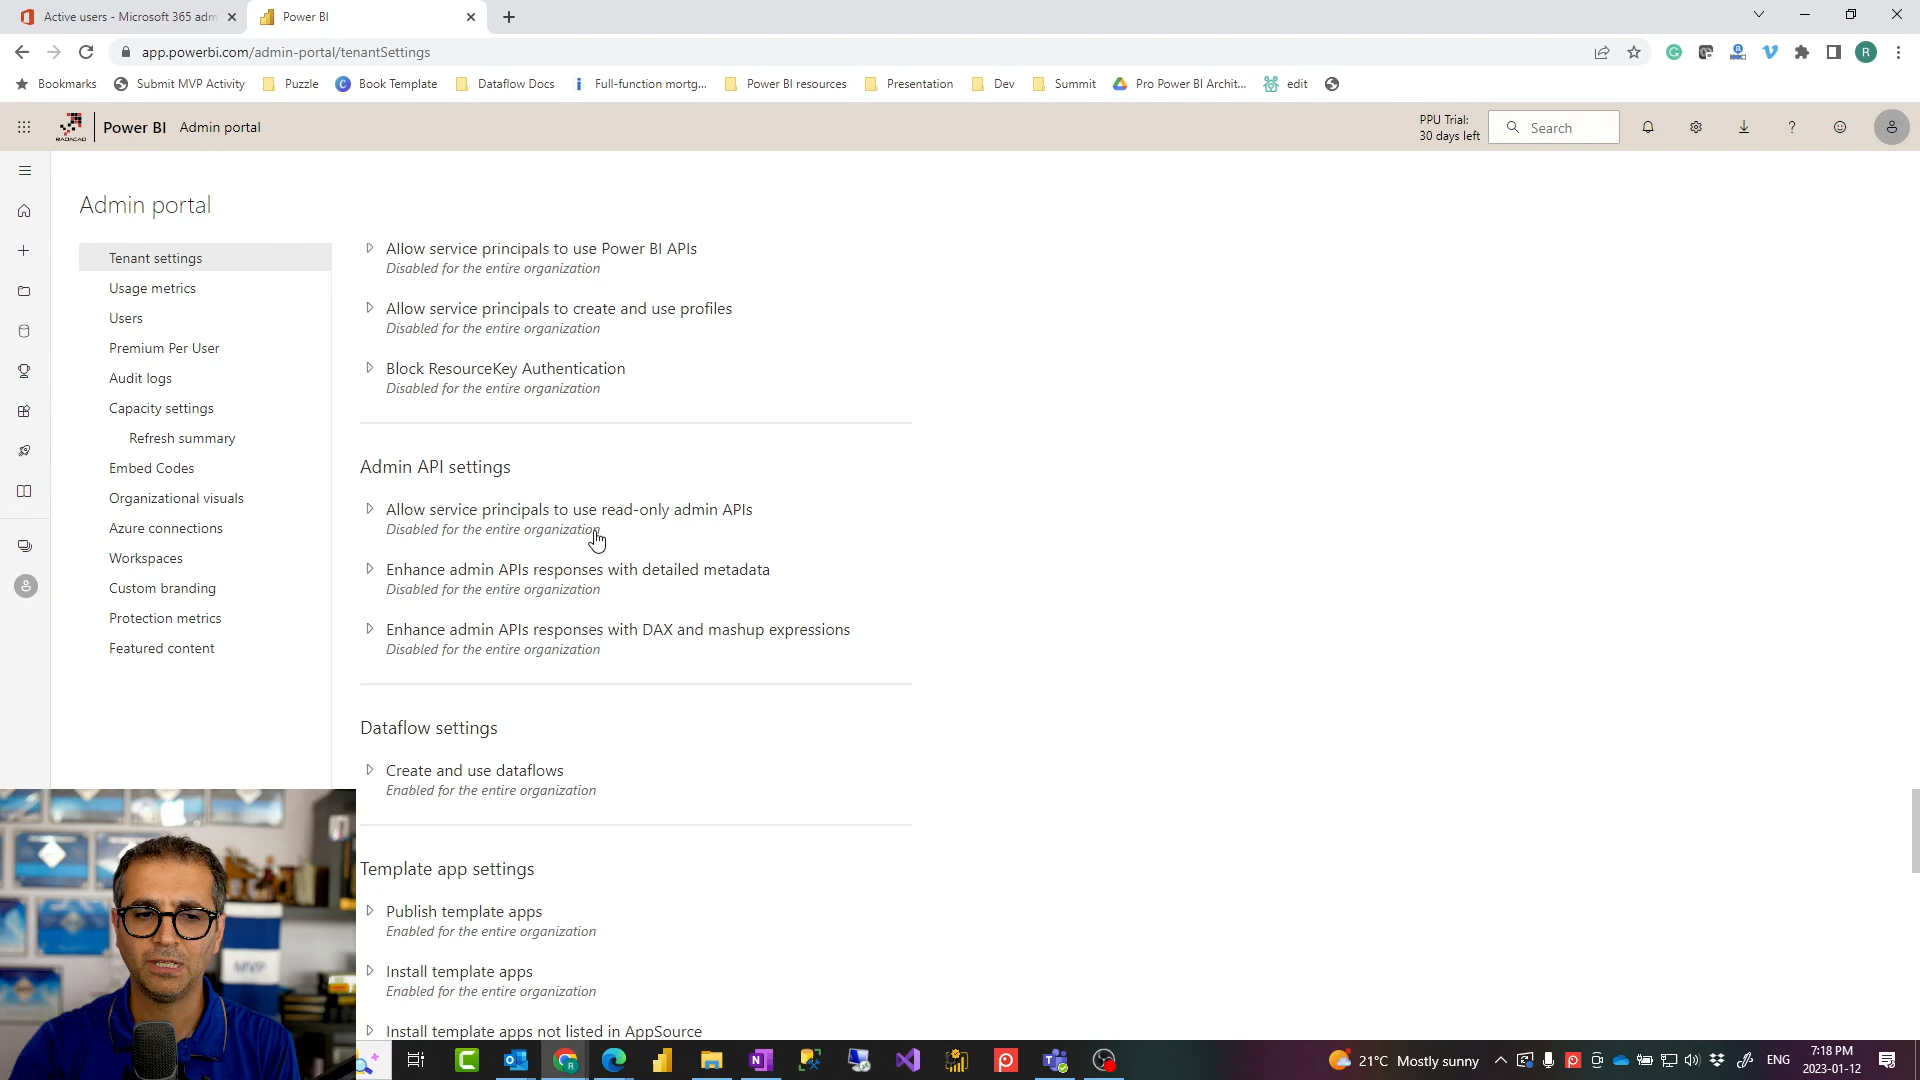 Active users - Microsoft 365 adm
Power BI
app.powerbi.com/admin-portal/tenantSettings
R
Bookmarks
Submit MVP Activity
Puzzle
Book Template
Dataflow Docs
Full-function mortg...
Power BI resources
Presentation
Dev
Summit
Pro Power BI Archit...
edit
RADACAD
Power BI
Admin portal
PPU Trial:
30 days left
Search
Admin portal
Tenant settings
Usage metrics
Users
Premium Per User
Audit logs
Capacity settings
Refresh summary
Embed Codes
Organizational visuals
Azure connections
Workspaces
Custom branding
Protection metrics
Featured content
Allow service principals to use Power BI APIs
Disabled for the entire organization
Allow service principals to create and use profiles
Disabled for the entire organization
Block ResourceKey Authentication
Disabled for the entire organization
Admin API settings
Allow service principals to use read-only admin APIs
Disabled for the entire organization
Enhance admin APIs responses with detailed metadata
Disabled for the entire organization
Enhance admin APIs responses with DAX and mashup expressions
Disabled for the entire organization
Dataflow settings
Create and use dataflows
Enabled for the entire organization
Template app settings
Publish template apps
Enabled for the entire organization
Install template apps
Enabled for the entire organization
Install template apps not listed in AppSource
MVP
21°C Mostly sunny
ENG
7:18 PM
2023-01-12